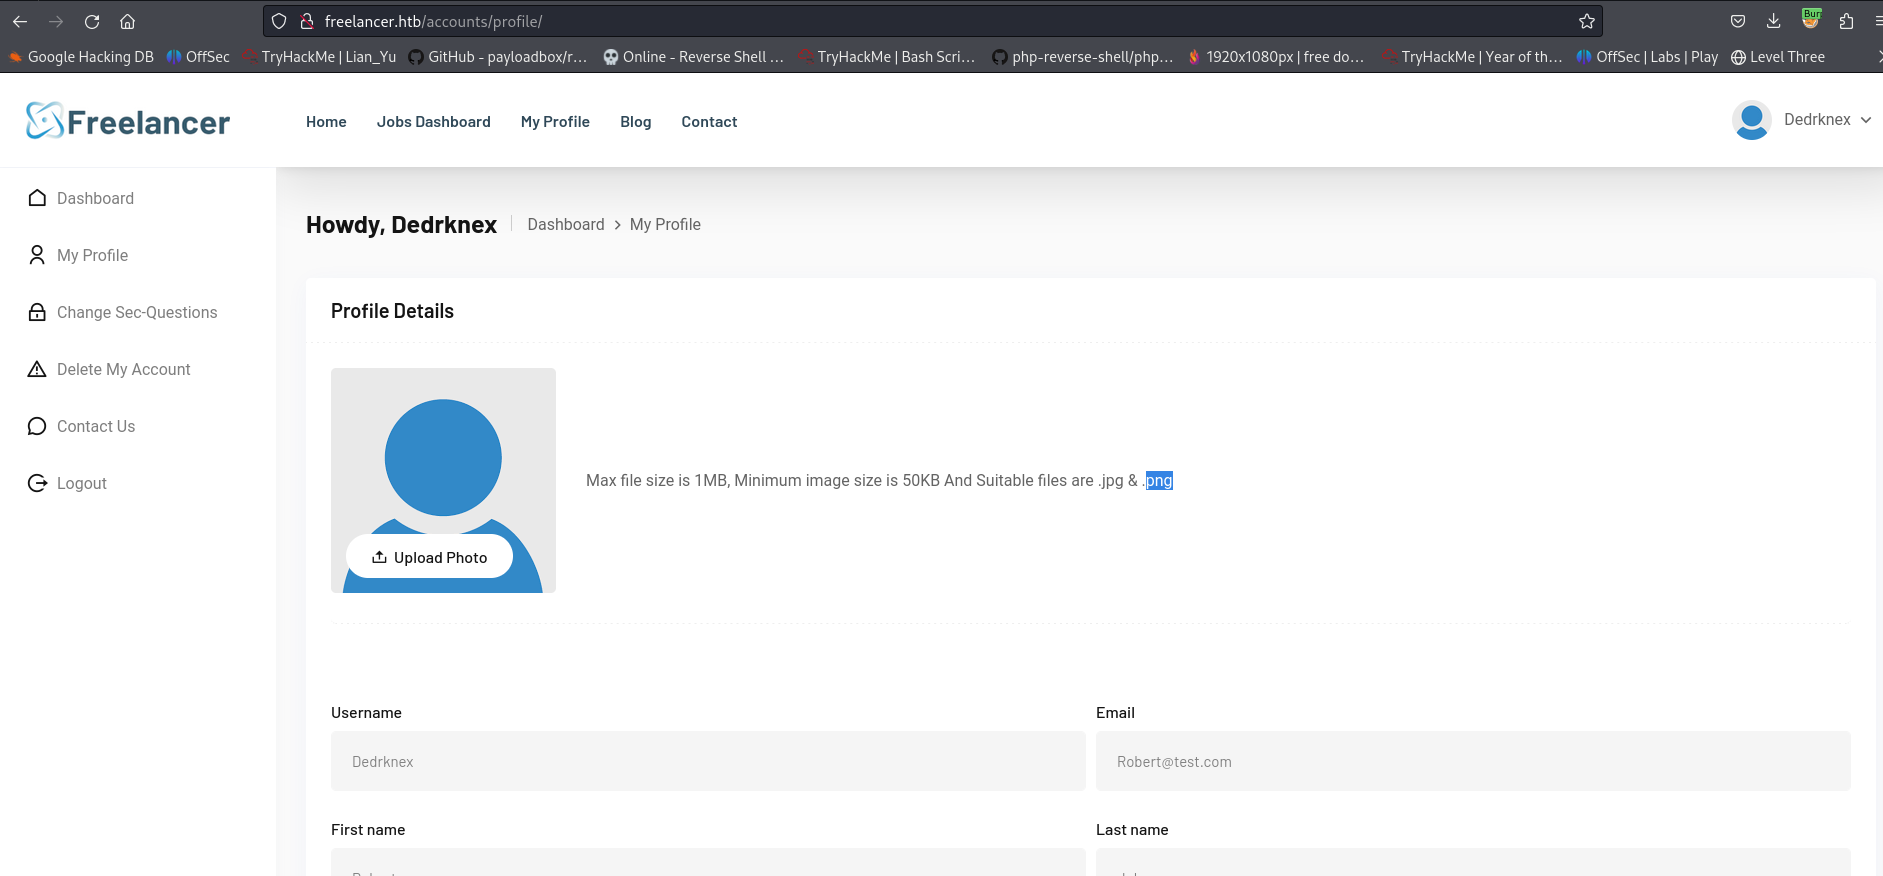 freelancer.htb/accounts/profile/
Bur
Google Hacking DB OffSec TryHackMe | Lian_Yu GitHub - payloadbox/r… Online - Reverse Shell … TryHackMe | Bash Scri… php-reverse-shell/php… 1920x1080px | free do… TryHackMe | Year of th… OffSec | Labs | Play Level Three
Freelancer Home Jobs Dashboard My Profile Blog Contact Dedrknex
Dashboard
My Profile
Change Sec-Questions
Delete My Account
Contact Us
Logout
Howdy, Dedrknex Dashboard > My Profile
Profile Details
Max file size is 1MB, Minimum image size is 50KB And Suitable files are .jpg & .png
Upload Photo
Username Email
Dedrknex Robert@test.com
First name Last name